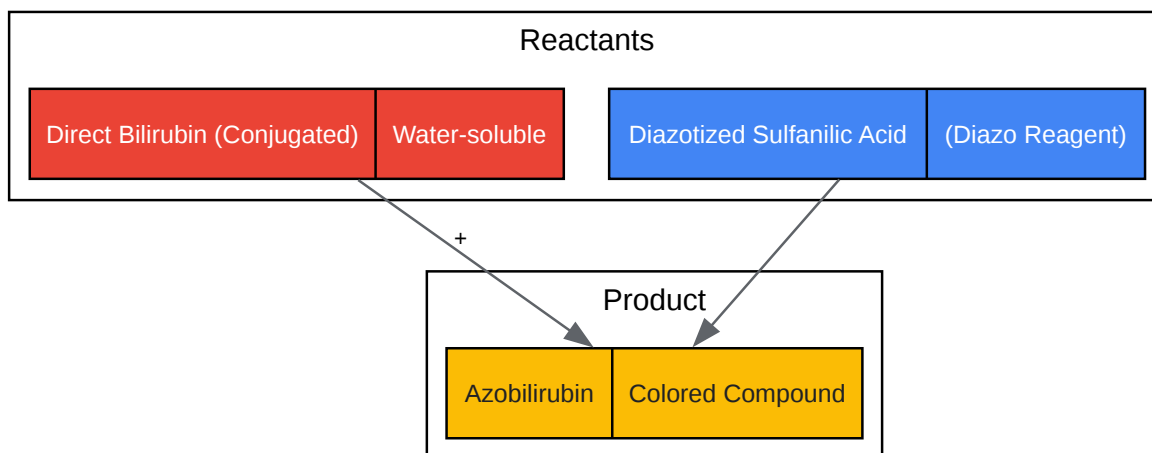 Reactants
Direct Bilirubin (Conjugated) Water-soluble Diazotized Sulfanilic Acid (Diazo Reagent)
+
Product
Azobilirubin Colored Compound